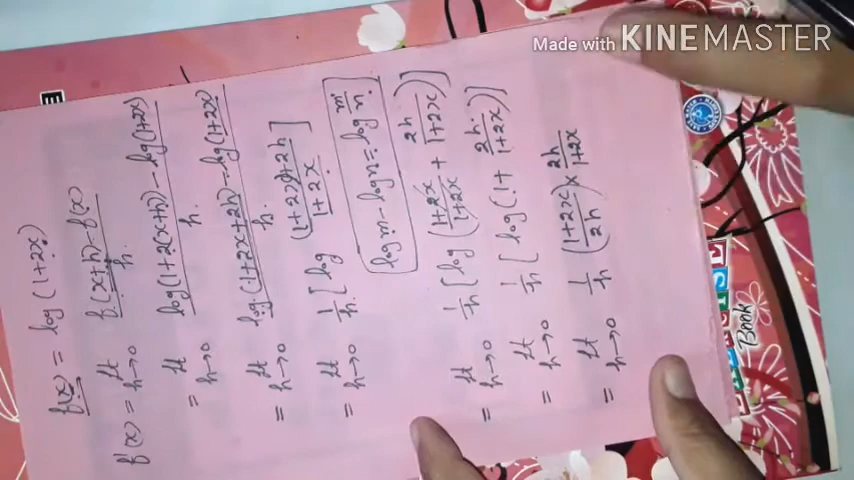 Made with KINEMASTER
f(x) = log(1+2x)
f'(x) = lt h→0 f(x+h)-f(x) / h
= lt h→0 log(1+2(x+h)) - log(1+2x) / h
= lt h→0 log(1+2x+2h) - log(1+2x) / h
= lt h→0 1/h [log (1+2x)+2h / 1+2x]
log m - log n = log m/n
= lt h→0 1/h [log (1+2x/1+2x + 2h/1+2x)]
= lt h→0 1/h [log (1 + 2h/1+2x)]
= lt h→0 1/h (1+2x / 2h) × 2h/1+2x
Book